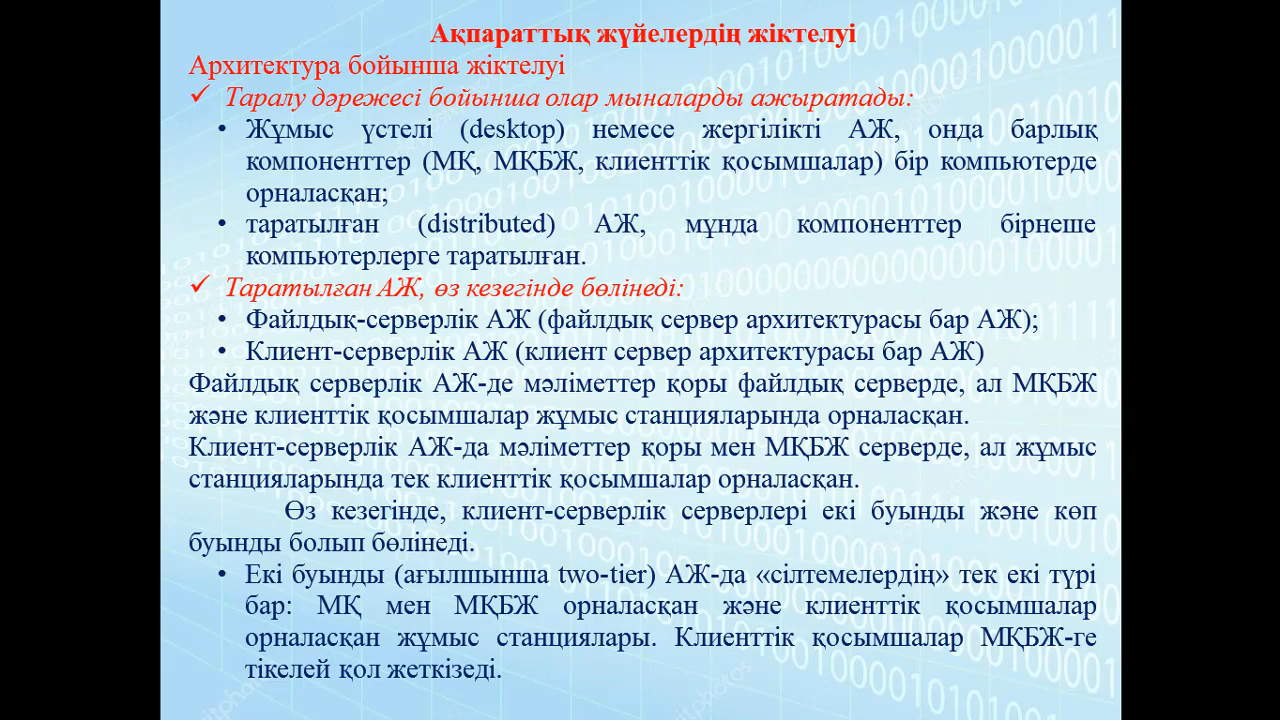 Ақпараттық жүйелердің жіктелуі
Архитектура бойынша жіктелуі
✓ Таралу дәрежесі бойынша олар мыналарды ажыратады:
• Жұмыс үстелі (desktop) немесе жергілікті АЖ, онда барлық
компоненттер (МҚ, МҚБЖ, клиенттік қосымшалар) бір компьютерде
орналасқан;
• таратылған (distributed) АЖ, мұнда компоненттер бірнеше
компьютерлерге таратылған.
✓ Таратылған АЖ, өз кезегінде бөлінеді:
• Файлдық-серверлік АЖ (файлдық сервер архитектурасы бар АЖ);
• Клиент-серверлік АЖ (клиент сервер архитектурасы бар АЖ)
Файлдық серверлік АЖ-де мәліметтер қоры файлдық серверде, ал МҚБЖ
және клиенттік қосымшалар жұмыс станцияларында орналасқан.
Клиент-серверлік АЖ-да мәліметтер қоры мен МҚБЖ серверде, ал жұмыс
станцияларында тек клиенттік қосымшалар орналасқан.
Өз кезегінде, клиент-серверлік серверлері екі буынды және көп
буынды болып бөлінеді.
• Екі буынды (ағылшынша two-tier) АЖ-да «сілтемелердің» тек екі түрі
бар: МҚ мен МҚБЖ орналасқан және клиенттік қосымшалар
орналасқан жұмыс станциялары. Клиенттік қосымшалар МҚБЖ-ге
тікелей қол жеткізеді.